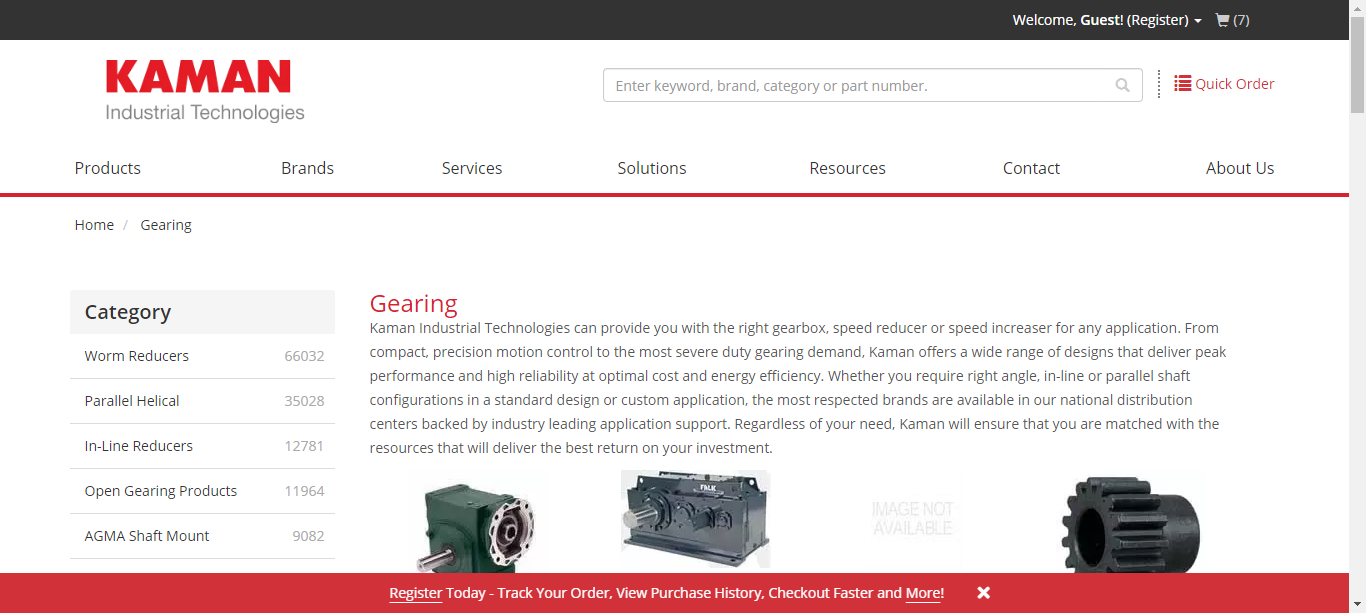 Welcome, Guest! (Register) (7)
KAMAN
Industrial Technologies
Enter keyword, brand, category or part number.
Quick Order
Products Brands Services Solutions Resources Contact About Us
Home / Gearing
Category
Worm Reducers 66032
Parallel Helical 35028
In-Line Reducers 12781
Open Gearing Products 11964
AGMA Shaft Mount 9082
Gearing
Kaman Industrial Technologies can provide you with the right gearbox, speed reducer or speed increaser for any application. From
compact, precision motion control to the most severe duty gearing demand, Kaman offers a wide range of designs that deliver peak
performance and high reliability at optimal cost and energy efficiency. Whether you require right angle, in-line or parallel shaft
configurations in a standard design or custom application, the most respected brands are available in our national distribution
centers backed by industry leading application support. Regardless of your need, Kaman will ensure that you are matched with the
resources that will deliver the best return on your investment.
FALK
IMAGE NOT
AVAILABLE
Register Today - Track Your Order, View Purchase History, Checkout Faster and More!